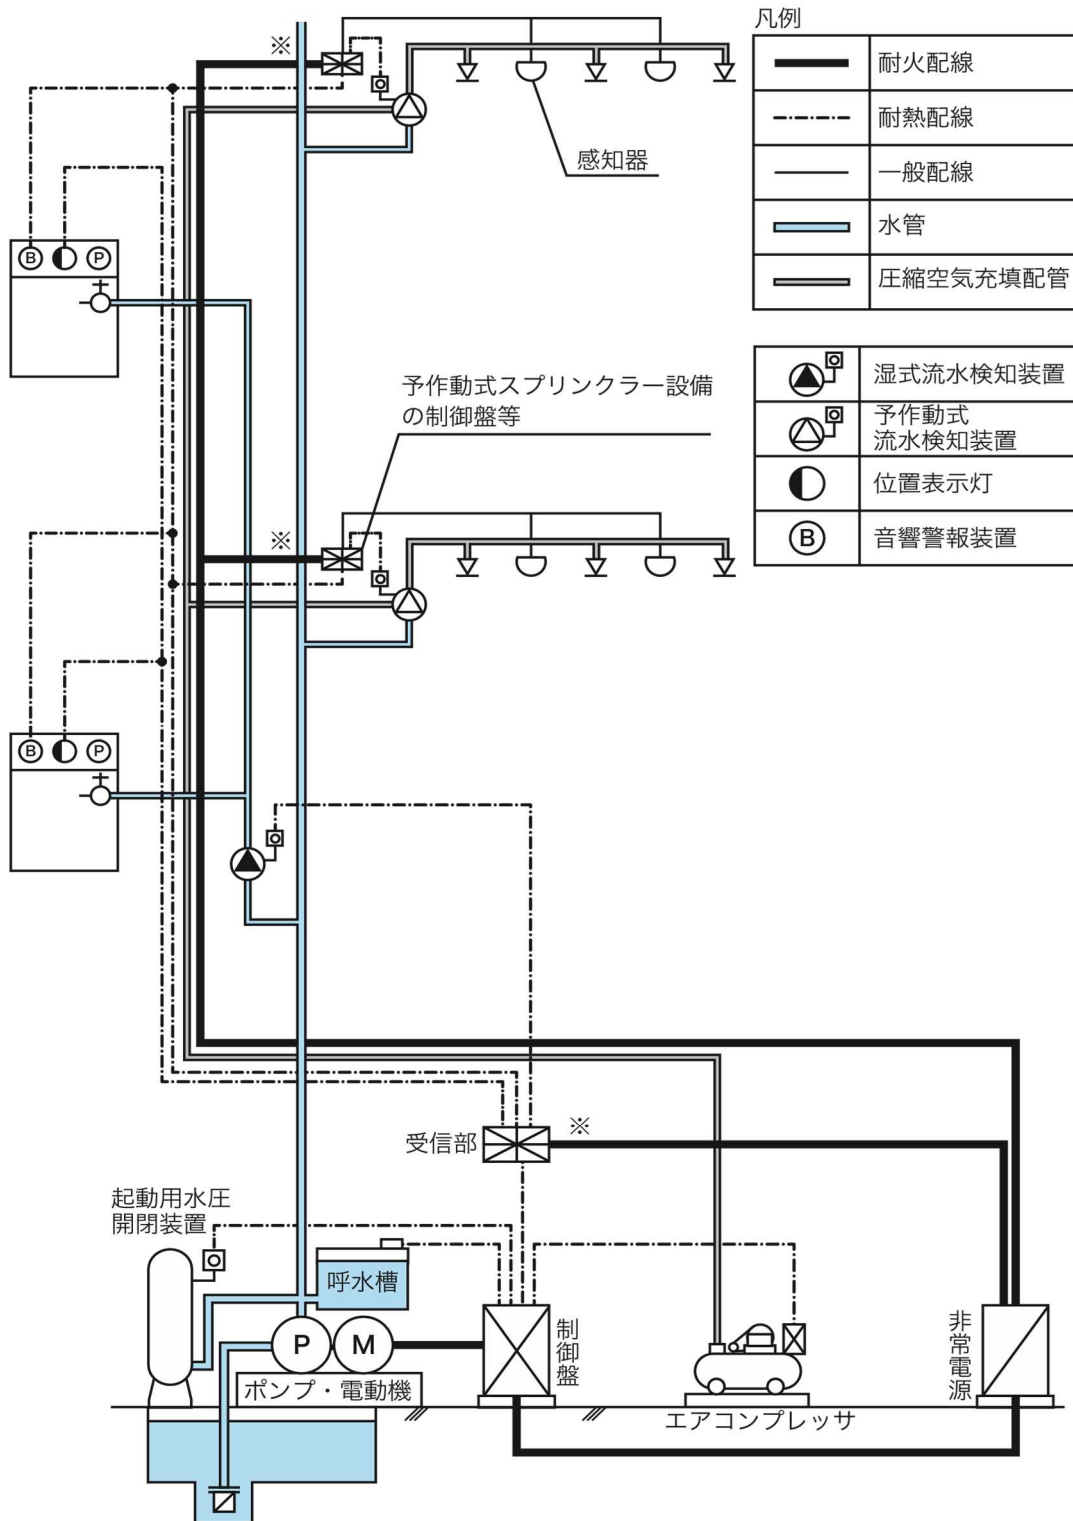 凡例
耐火配線
耐熱配線
一般配線
水管
圧縮空気充填配管
湿式流水検知装置
予作動式
流水検知装置
位置表示灯
B
音響警報装置
※
感知器
B
P
予作動式スプリンクラー設備
の制御盤等
※
B
P
受信部
※
起動用水圧
開閉装置
呼水槽
P
M
ポンプ・電動機
制御盤
エアコンプレッサ
非常電源